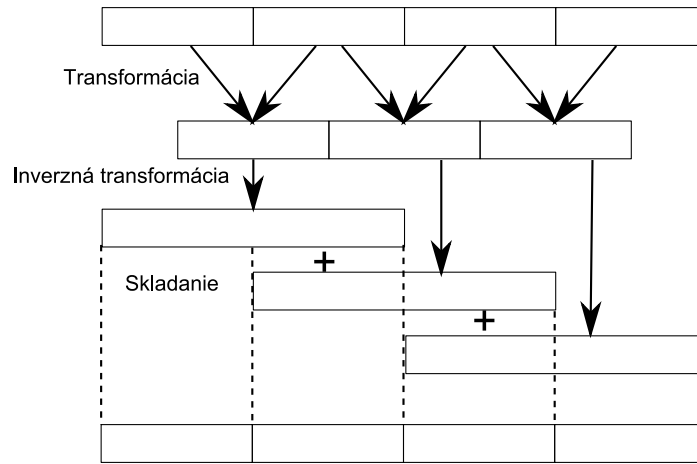 Transformácia
Inverzná transformácia
+
Skladanie
+